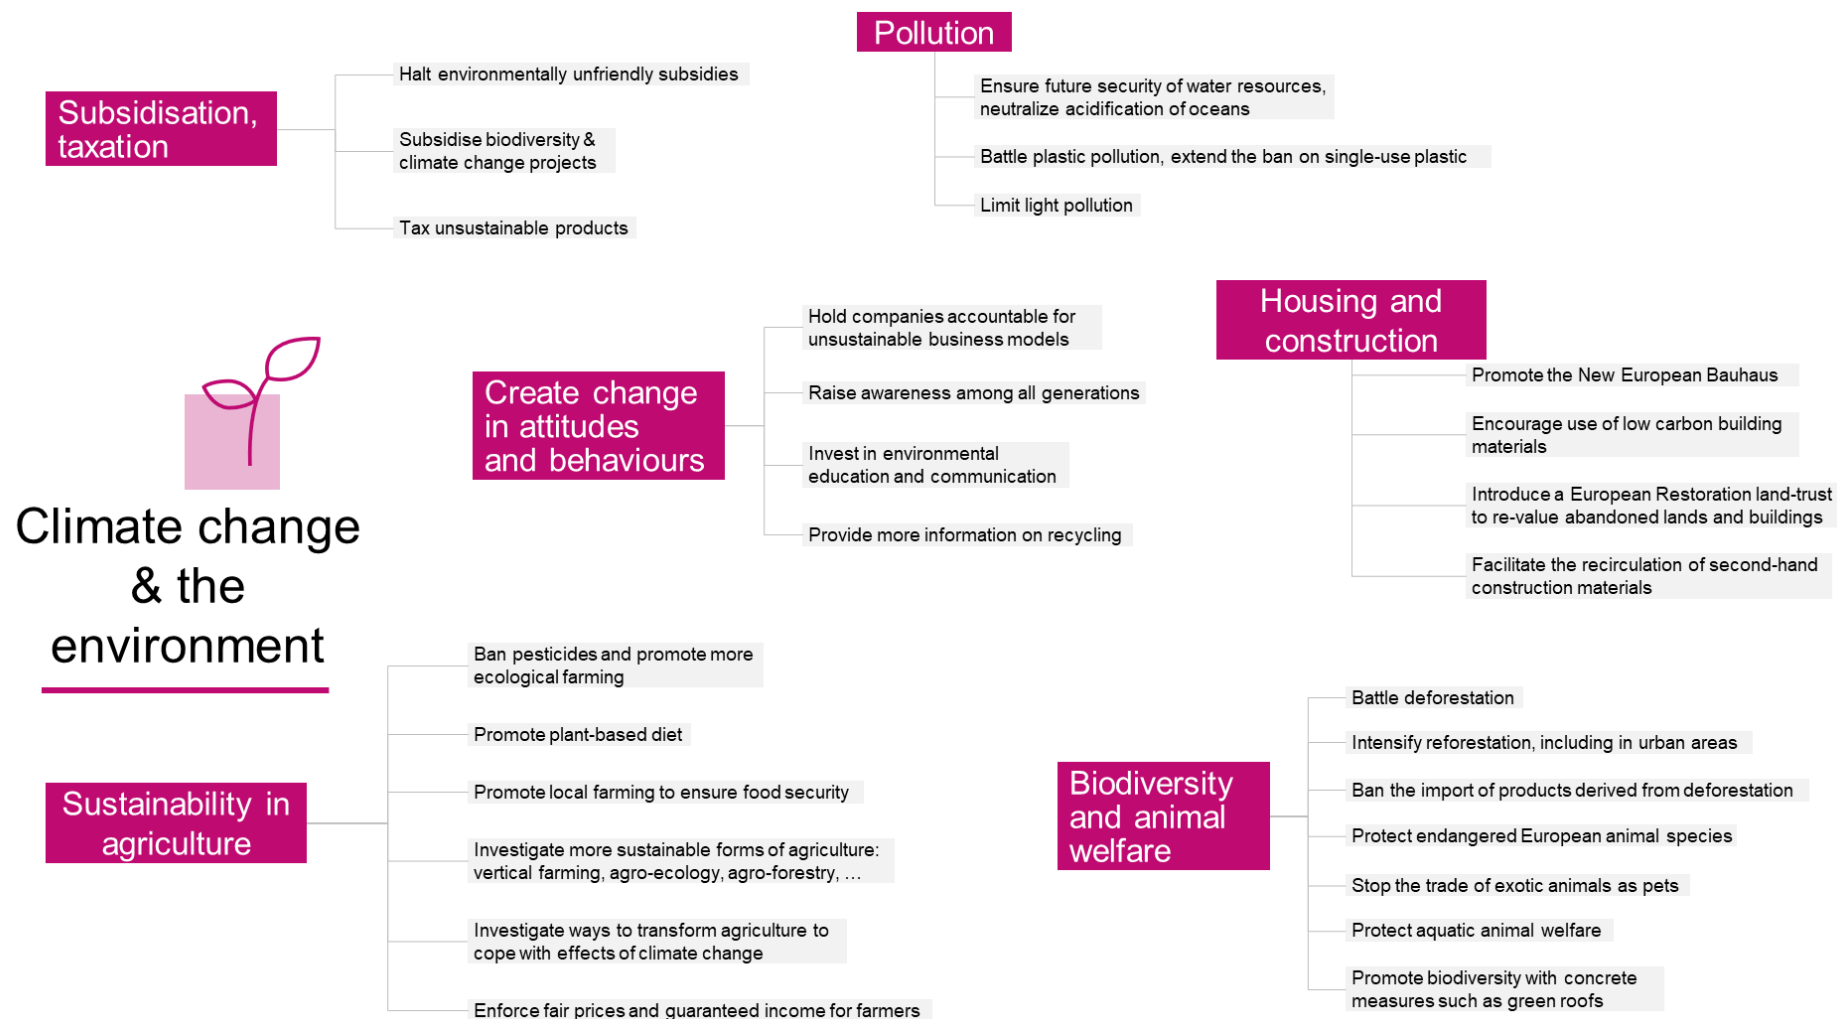 Pollution
Ensure future security of water resources,
neutralize acidification of oceans
Battle plastic pollution, extend the ban on single-use plastic
Limit light pollution
Subsidisation,
taxation
Halt environmentally unfriendly subsidies
Subsidise biodiversity &
climate change projects
Tax unsustainable products
Housing and
construction
Promote the New European Bauhaus
Encourage use of low carbon building
materials
Introduce a European Restoration land-trust
to re-value abandoned lands and buildings
Facilitate the recirculation of second-hand
construction materials
Create change
in attitudes
and behaviours
Hold companies accountable for
unsustainable business models
Raise awareness among all generations
Invest in environmental
education and communication
Provide more information on recycling
Climate change
& the
environment
Sustainability in
agriculture
Ban pesticides and promote more
ecological farming
Promote plant-based diet
Promote local farming to ensure food security
Investigate more sustainable forms of agriculture:
vertical farming, agro-ecology, agro-forestry, …
Investigate ways to transform agriculture to
cope with effects of climate change
Enforce fair prices and guaranteed income for farmers
Biodiversity
and animal
welfare
Battle deforestation
Intensify reforestation, including in urban areas
Ban the import of products derived from deforestation
Protect endangered European animal species
Stop the trade of exotic animals as pets
Protect aquatic animal welfare
Promote biodiversity with concrete
measures such as green roofs